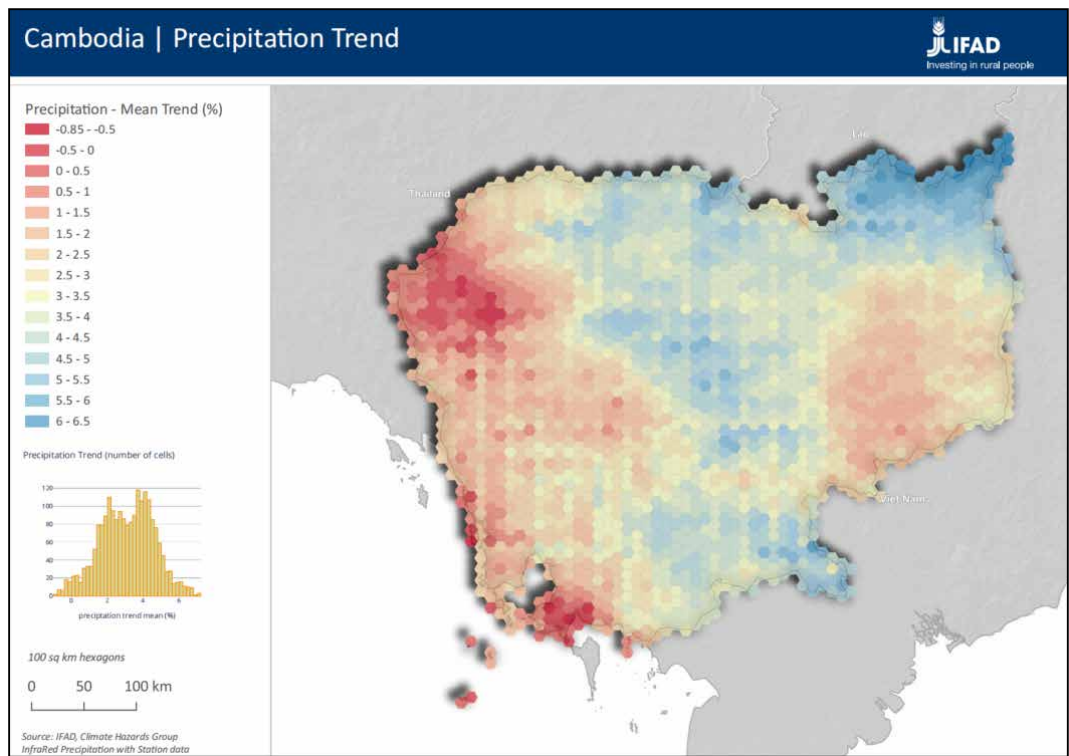 Cambodia | Precipitation Trend
IFAD
Investing in rural people
Precipitation - Mean Trend (%)
-0.85 - -0.5
-0.5 - 0
0 - 0.5
0.5 - 1
1 - 1.5
1.5 - 2
2 - 2.5
2.5 - 3
3 - 3.5
3.5 - 4
4 - 4.5
4.5 - 5
5 - 5.5
5.5 - 6
6 - 6.5
Thailand
Lao
Viet Nam
Precipitation Trend (number of cells)
120
100
80
60
40
20
0
0 2 4 6
precipitation trend mean (%)
100 sq km hexagons
0 50 100 km
Source: IFAD, Climate Hazards Group
InfraRed Precipitation with Station data